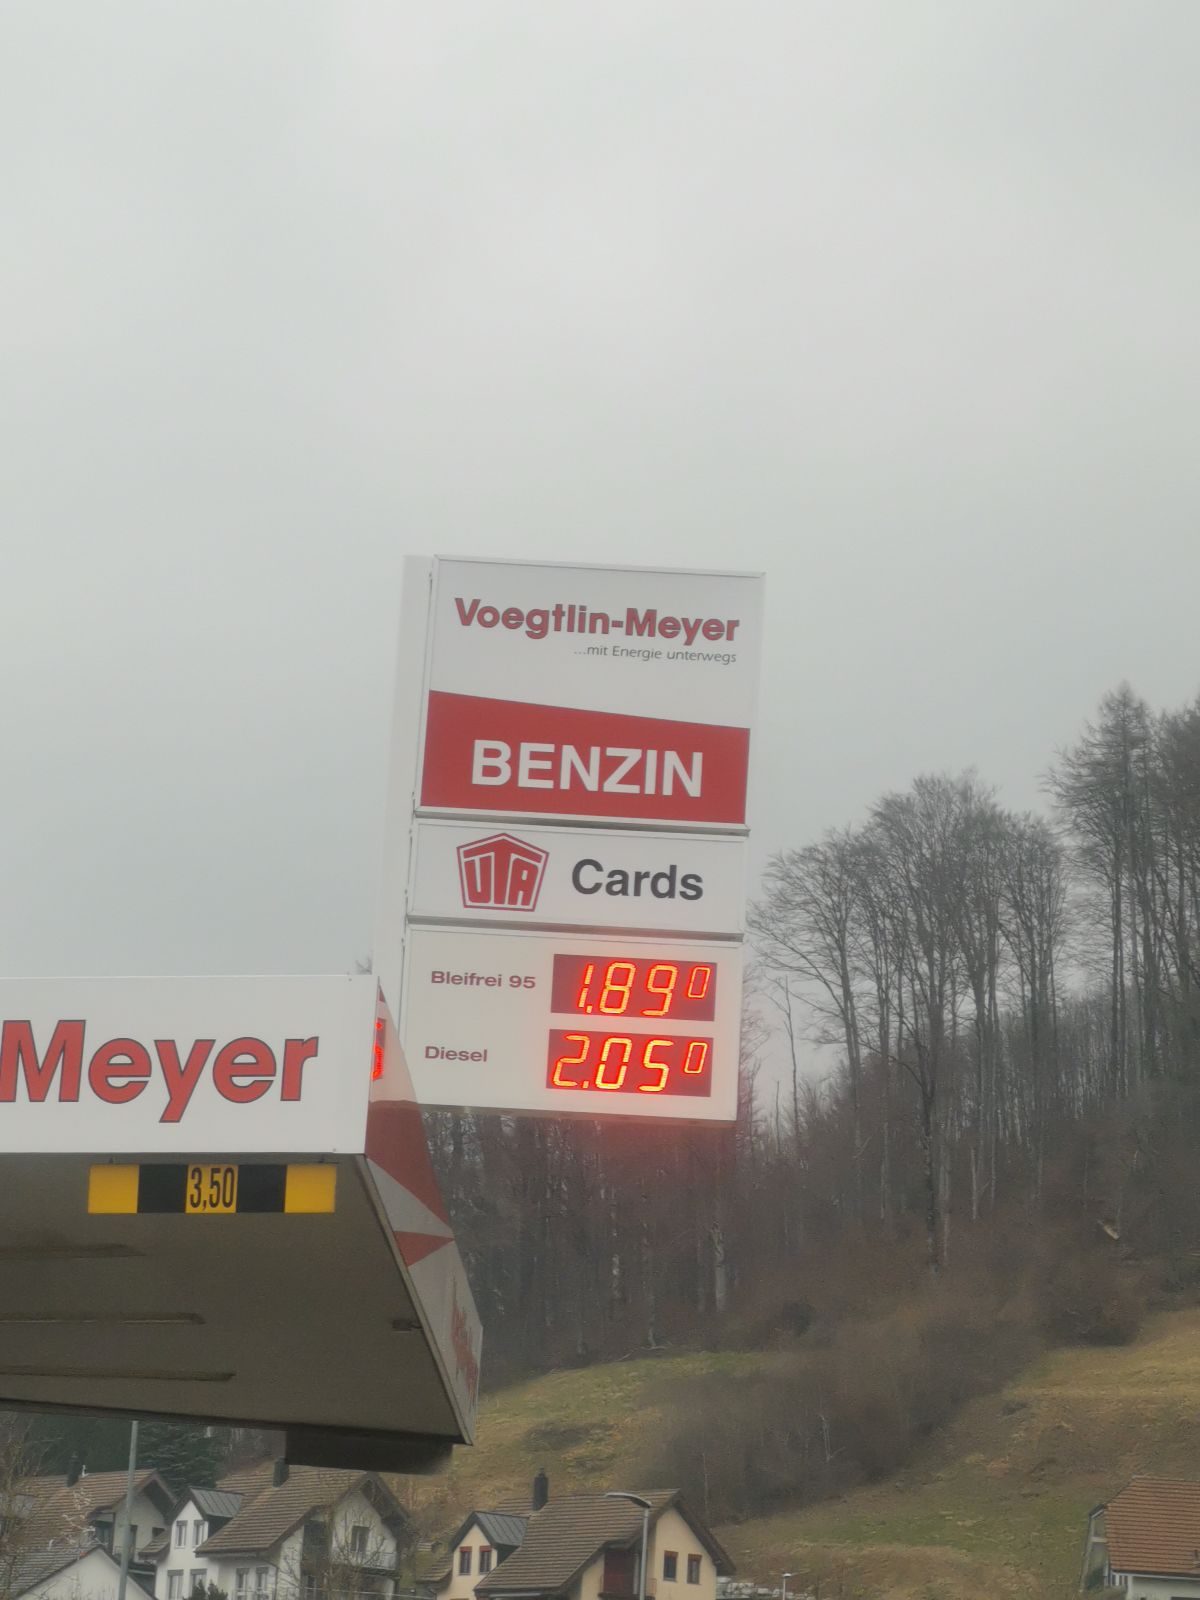 Voegtlin-Meyer
...mit Energie unterwegs
BENZIN
UTA Cards
Bleifrei 95 1.89 0
Diesel 2.05 0
Meyer
3,50